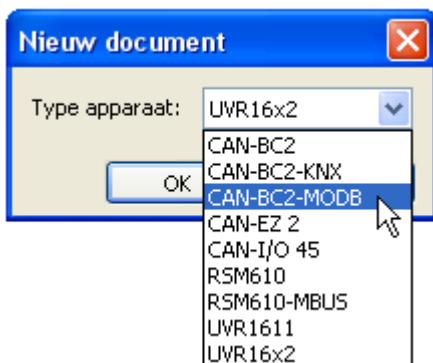 Nieuw document
Type apparaat: UVR16x2
OK
CAN-BC2
CAN-BC2-KNX
CAN-BC2-MODB
CAN-EZ 2
CAN-I/O 45
RSM610
RSM610-MBUS
UVR1611
UVR16x2